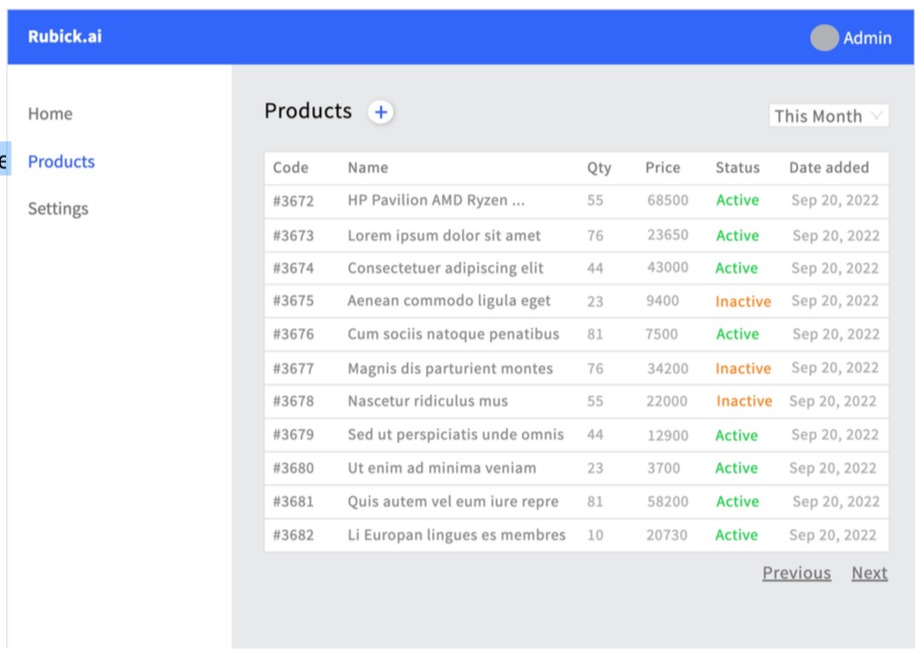 Rubick.ai Admin
Home
Products
Settings
Products +
This Month
Code Name Qty Price Status Date added
#3672 HP Pavilion AMD Ryzen ... 55 68500 Active Sep 20, 2022
#3673 Lorem ipsum dolor sit amet 76 23650 Active Sep 20, 2022
#3674 Consectetuer adipiscing elit 44 43000 Active Sep 20, 2022
#3675 Aenean commodo ligula eget 23 9400 Inactive Sep 20, 2022
#3676 Cum sociis natoque penatibus 81 7500 Active Sep 20, 2022
#3677 Magnis dis parturient montes 76 34200 Inactive Sep 20, 2022
#3678 Nascetur ridiculus mus 55 22000 Inactive Sep 20, 2022
#3679 Sed ut perspiciatis unde omnis 44 12900 Active Sep 20, 2022
#3680 Ut enim ad minima veniam 23 3700 Active Sep 20, 2022
#3681 Quis autem vel eum iure repre 81 58200 Active Sep 20, 2022
#3682 Li Europan lingues es membres 10 20730 Active Sep 20, 2022
Previous Next